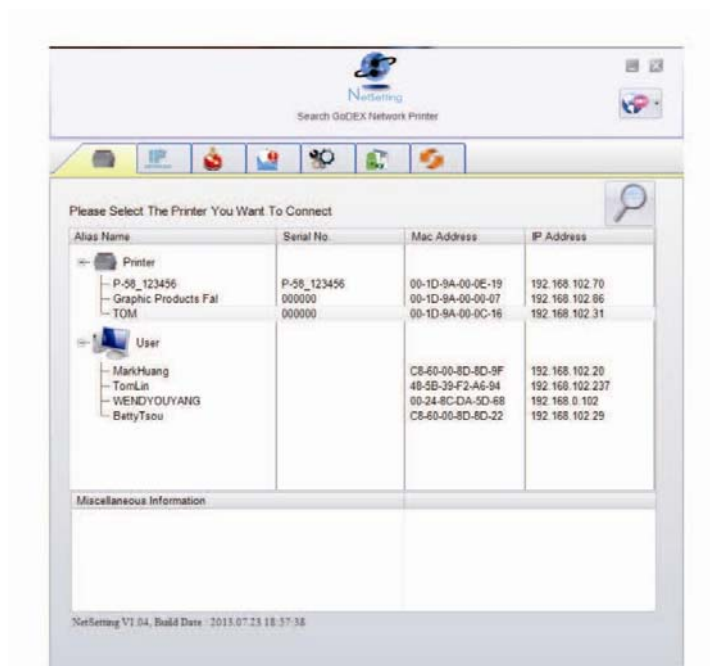 NetSetting
Search GoDEX Network Printer
IP
Please Select The Printer You Want To Connect
Alias Name Serial No. Mac Address IP Address
Printer
P-58_123456 P-58_123456 00-1D-9A-00-0E-19 192.168.102.70
Graphic Products Fal 000000 00-1D-9A-00-00-07 192.168.102.86
TOM 000000 00-1D-9A-00-0C-16 192.168.102.31
User
MarkHuang C8-60-00-8D-8D-9F 192.168.102.20
TomLin 48-5B-39-F2-A6-94 192.168.102.237
WENDYOUYANG 00-24-8C-DA-5D-68 192.168.0.102
BettyTsou C8-60-00-8D-8D-22 192.168.102.29
Miscellaneous Information
NetSetting V1.04, Build Date : 2013.07.23 18:57:38